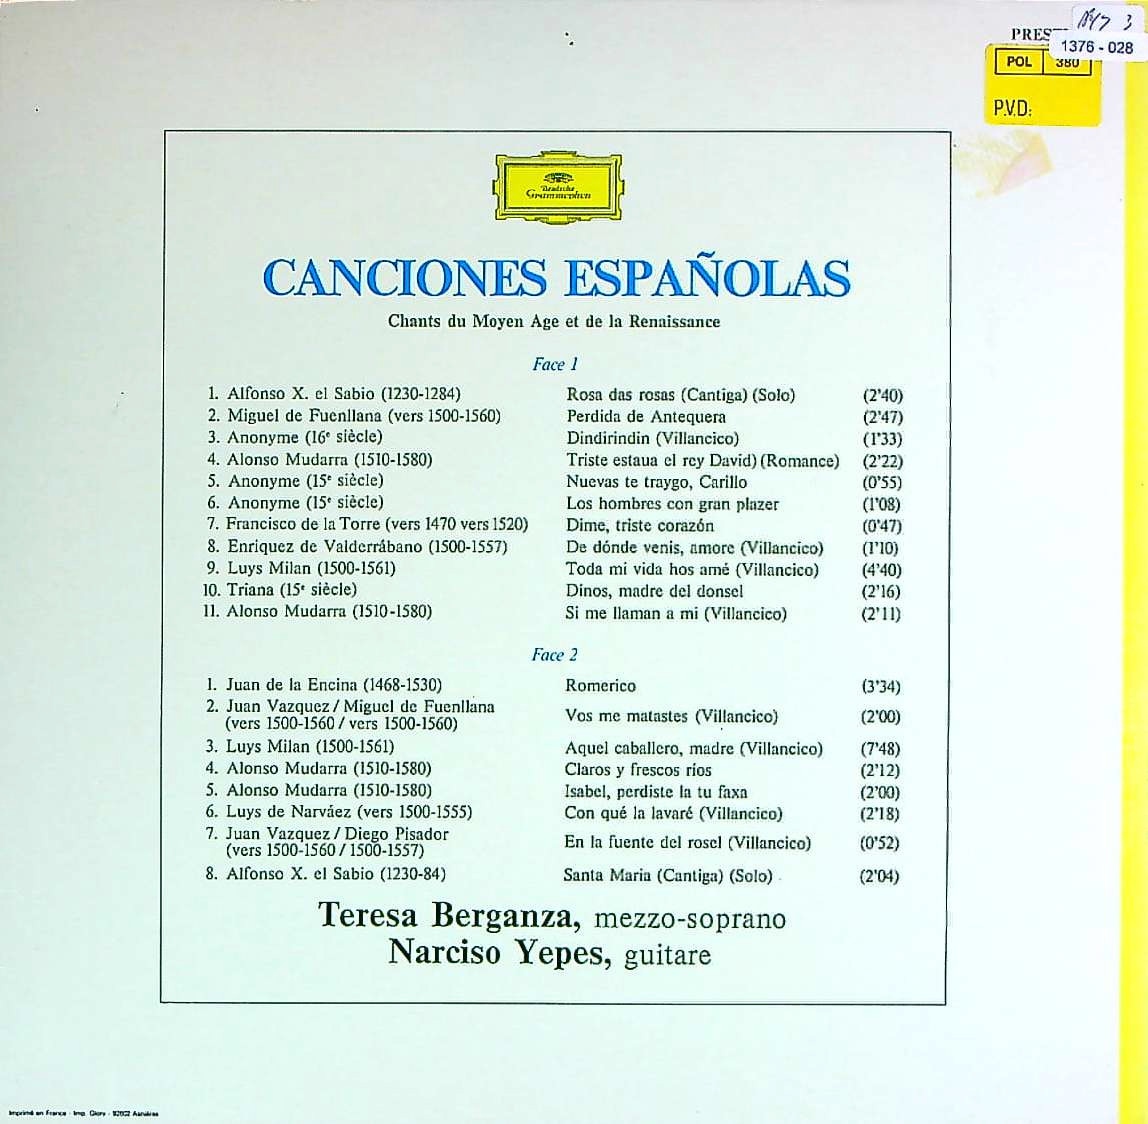 PRES
1376 - 028
POL 380
P.V.D:
Deutsche
Grammophon
CANCIONES ESPAÑOLAS
Chants du Moyen Age et de la Renaissance
Face 1
1. Alfonso X. el Sabio (1230-1284) Rosa das rosas (Cantiga) (Solo) (2'40)
2. Miguel de Fuenllana (vers 1500-1560) Perdida de Antequera (2'47)
3. Anonyme (16e siècle) Dindirindin (Villancico) (1'33)
4. Alonso Mudarra (1510-1580) Triste estaua el rey David) (Romance) (2'22)
5. Anonyme (15e siècle) Nuevas te traygo, Carillo (0'55)
6. Anonyme (15e siècle) Los hombres con gran plazer (1'08)
7. Francisco de la Torre (vers 1470 vers 1520) Dime, triste corazón (0'47)
8. Enriquez de Valderrábano (1500-1557) De dónde venis, amore (Villancico) (1'10)
9. Luys Milan (1500-1561) Toda mi vida hos amé (Villancico) (4'40)
10. Triana (15e siècle) Dinos, madre del donsel (2'16)
11. Alonso Mudarra (1510-1580) Si me llaman a mi (Villancico) (2'11)
Face 2
1. Juan de la Encina (1468-1530) Romerico (3'34)
2. Juan Vazquez / Miguel de Fuenllana
(vers 1500-1560 / vers 1500-1560) Vos me matastes (Villancico) (2'00)
3. Luys Milan (1500-1561) Aquel caballero, madre (Villancico) (7'48)
4. Alonso Mudarra (1510-1580) Claros y frescos ríos (2'12)
5. Alonso Mudarra (1510-1580) Isabel, perdiste la tu faxa (2'00)
6. Luys de Narváez (vers 1500-1555) Con qué la lavaré (Villancico) (2'18)
7. Juan Vazquez / Diego Pisador
(vers 1500-1560 / 1500-1557) En la fuente del rosel (Villancico) (0'52)
8. Alfonso X. el Sabio (1230-84) Santa Maria (Cantiga) (Solo) (2'04)
Teresa Berganza, mezzo-soprano
Narciso Yepes, guitare
Imprimé en France - Imp. Glory - 92602 Asnières